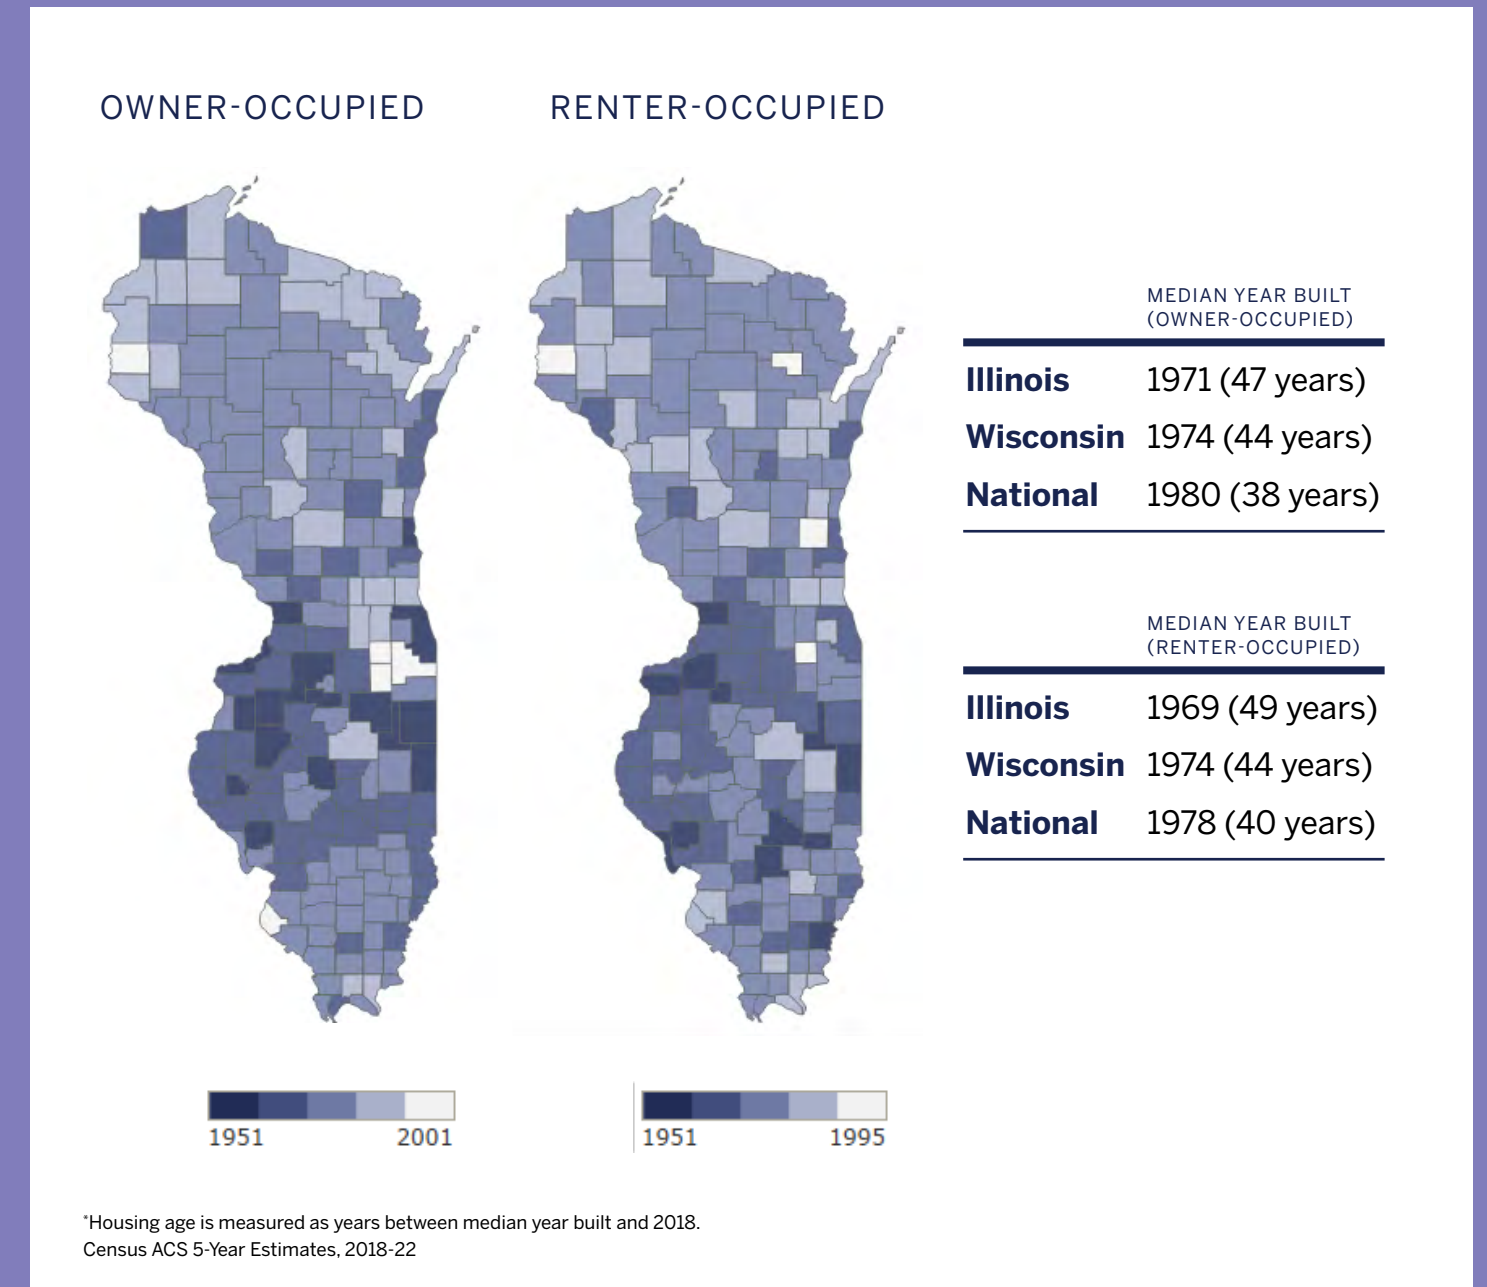 OWNER-OCCUPIED
RENTER-OCCUPIED
MEDIAN YEAR BUILT
(OWNER-OCCUPIED)
Illinois 1971 (47 years)
Wisconsin 1974 (44 years)
National 1980 (38 years)
MEDIAN YEAR BUILT
(RENTER-OCCUPIED)
Illinois 1969 (49 years)
Wisconsin 1974 (44 years)
National 1978 (40 years)
1951 2001
1951 1995
*Housing age is measured as years between median year built and 2018.
Census ACS 5-Year Estimates, 2018-22